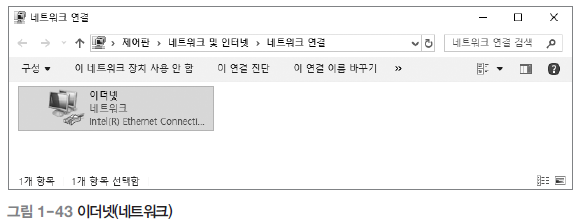 네트워크 연결
제어판 › 네트워크 및 인터넷 › 네트워크 연결
네트워크 연결 검색
구성 이 네트워크 장치 사용 안 함 이 연결 진단 이 연결 이름 바꾸기 »
이더넷
네트워크
Intel(R) Ethernet Connecti...
1개 항목 1개 항목 선택함
그림 1-43 이더넷(네트워크)